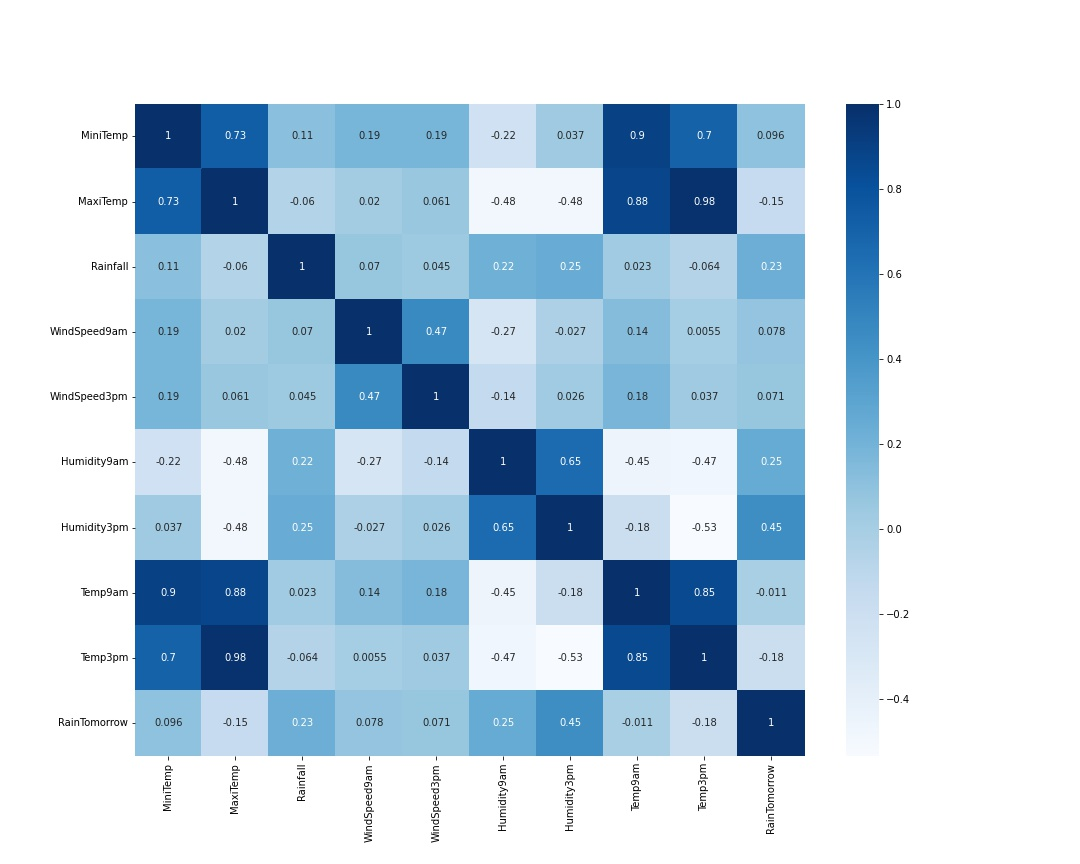 MiniTemp 1 0.73 0.11 0.19 0.19 -0.22 0.037 0.9 0.7 0.096
MaxiTemp 0.73 1 -0.06 0.02 0.061 -0.48 -0.48 0.88 0.98 -0.15
Rainfall 0.11 -0.06 1 0.07 0.045 0.22 0.25 0.023 -0.064 0.23
WindSpeed9am 0.19 0.02 0.07 1 0.47 -0.27 -0.027 0.14 0.0055 0.078
WindSpeed3pm 0.19 0.061 0.045 0.47 1 -0.14 0.026 0.18 0.037 0.071
Humidity9am -0.22 -0.48 0.22 -0.27 -0.14 1 0.65 -0.45 -0.47 0.25
Humidity3pm 0.037 -0.48 0.25 -0.027 0.026 0.65 1 -0.18 -0.53 0.45
Temp9am 0.9 0.88 0.023 0.14 0.18 -0.45 -0.18 1 0.85 -0.011
Temp3pm 0.7 0.98 -0.064 0.0055 0.037 -0.47 -0.53 0.85 1 -0.18
RainTomorrow 0.096 -0.15 0.23 0.078 0.071 0.25 0.45 -0.011 -0.18 1
MiniTemp
MaxiTemp
Rainfall
WindSpeed9am
WindSpeed3pm
Humidity9am
Humidity3pm
Temp9am
Temp3pm
RainTomorrow
1.0
0.8
0.6
0.4
0.2
0.0
−0.2
−0.4